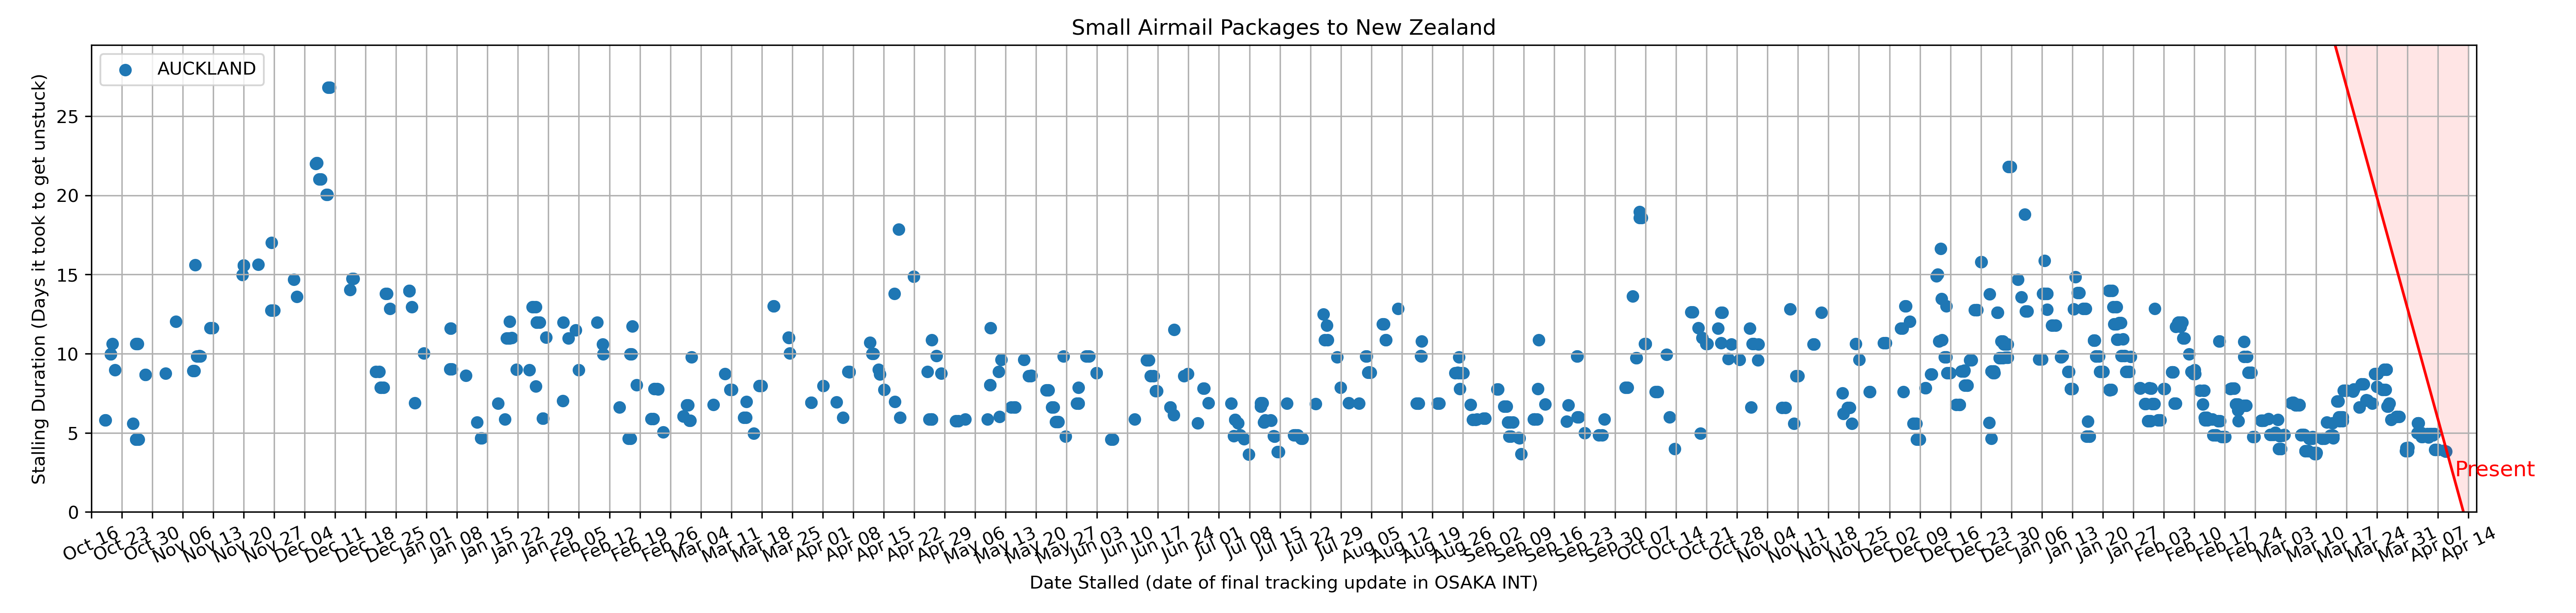 Small Airmail Packages to New Zealand
AUCKLAND
Stalling Duration (Days it took to get unstuck)
25
20
15
10
5
0
Present
Oct 16
Oct 23
Oct 30
Nov 06
Nov 13
Nov 20
Nov 27
Dec 04
Dec 11
Dec 18
Dec 25
Jan 01
Jan 08
Jan 15
Jan 22
Jan 29
Feb 05
Feb 12
Feb 19
Feb 26
Mar 04
Mar 11
Mar 18
Mar 25
Apr 01
Apr 08
Apr 15
Apr 22
Apr 29
May 06
May 13
May 20
May 27
Jun 03
Jun 10
Jun 17
Jun 24
Jul 01
Jul 08
Jul 15
Jul 22
Jul 29
Aug 05
Aug 12
Aug 19
Aug 26
Sep 02
Sep 09
Sep 16
Sep 23
Sep 30
Oct 07
Oct 14
Oct 21
Oct 28
Nov 04
Nov 11
Nov 18
Nov 25
Dec 02
Dec 09
Dec 16
Dec 23
Dec 30
Jan 06
Jan 13
Jan 20
Jan 27
Feb 03
Feb 10
Feb 17
Feb 24
Mar 03
Mar 10
Mar 17
Mar 24
Mar 31
Apr 07
Apr 14
Date Stalled (date of final tracking update in OSAKA INT)